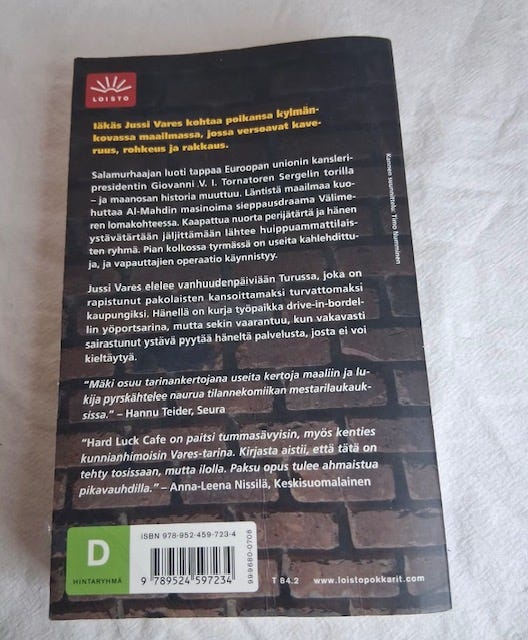 LOISTO
Iäkäs Jussi Vares kohtaa poikansa kylmän-
kovassa maailmassa, jossa versoavat kave-
ruus, rohkeus ja rakkaus.
Salamurhaajan luoti tappaa Euroopan unionin kansleri-
presidentin Giovanni V. I. Tornatoren Sergelin torilla
– ja maanosan historia muuttuu. Läntistä maailmaa kuo-
huttaa Al-Mahdin masinoima sieppausdraama Välime-
ren lomakohteessa. Kaapattua nuorta perijätärtä ja hänen
ystävätärtään jäljittämään lähtee huippuammattilais-
ten ryhmä. Pian kolkossa tyrmässä on useita kahlehdittu-
ja, ja vapauttajien operaatio käynnistyy.
Jussi Vares elelee vanhuudenpäiviään Turussa, joka on
rapistunut pakolaisten kansoittamaksi turvattomaksi
kaupungiksi. Hänellä on kurja työpaikka drive-in-bordel-
lin yöportsarina, mutta sekin vaarantuu, kun vakavasti
sairastunut ystävä pyytää häneltä palvelusta, josta ei voi
kieltäytyä.
"Mäki osuu tarinankertojana useita kertoja maaliin ja lu-
kija pyrskähtelee naurua tilannekomiikan mestarilaukauk-
sissa." – Hannu Teider, Seura
"Hard Luck Cafe on paitsi tummasävyisin, myös kenties
kunnianhimoisin Vares-tarina. Kirjasta aistii, että tätä on
tehty tosissaan, mutta ilolla. Paksu opus tulee ahmaistua
pikavauhdilla." – Anna-Leena Nissilä, Keskisuomalainen
Kannen suunnittelu: Timo Numminen
D
HINTARYHMÄ
ISBN 978-952-459-723-4
9 789524 597234
99-9680-0708
T 84.2
www.loistopokkarit.com